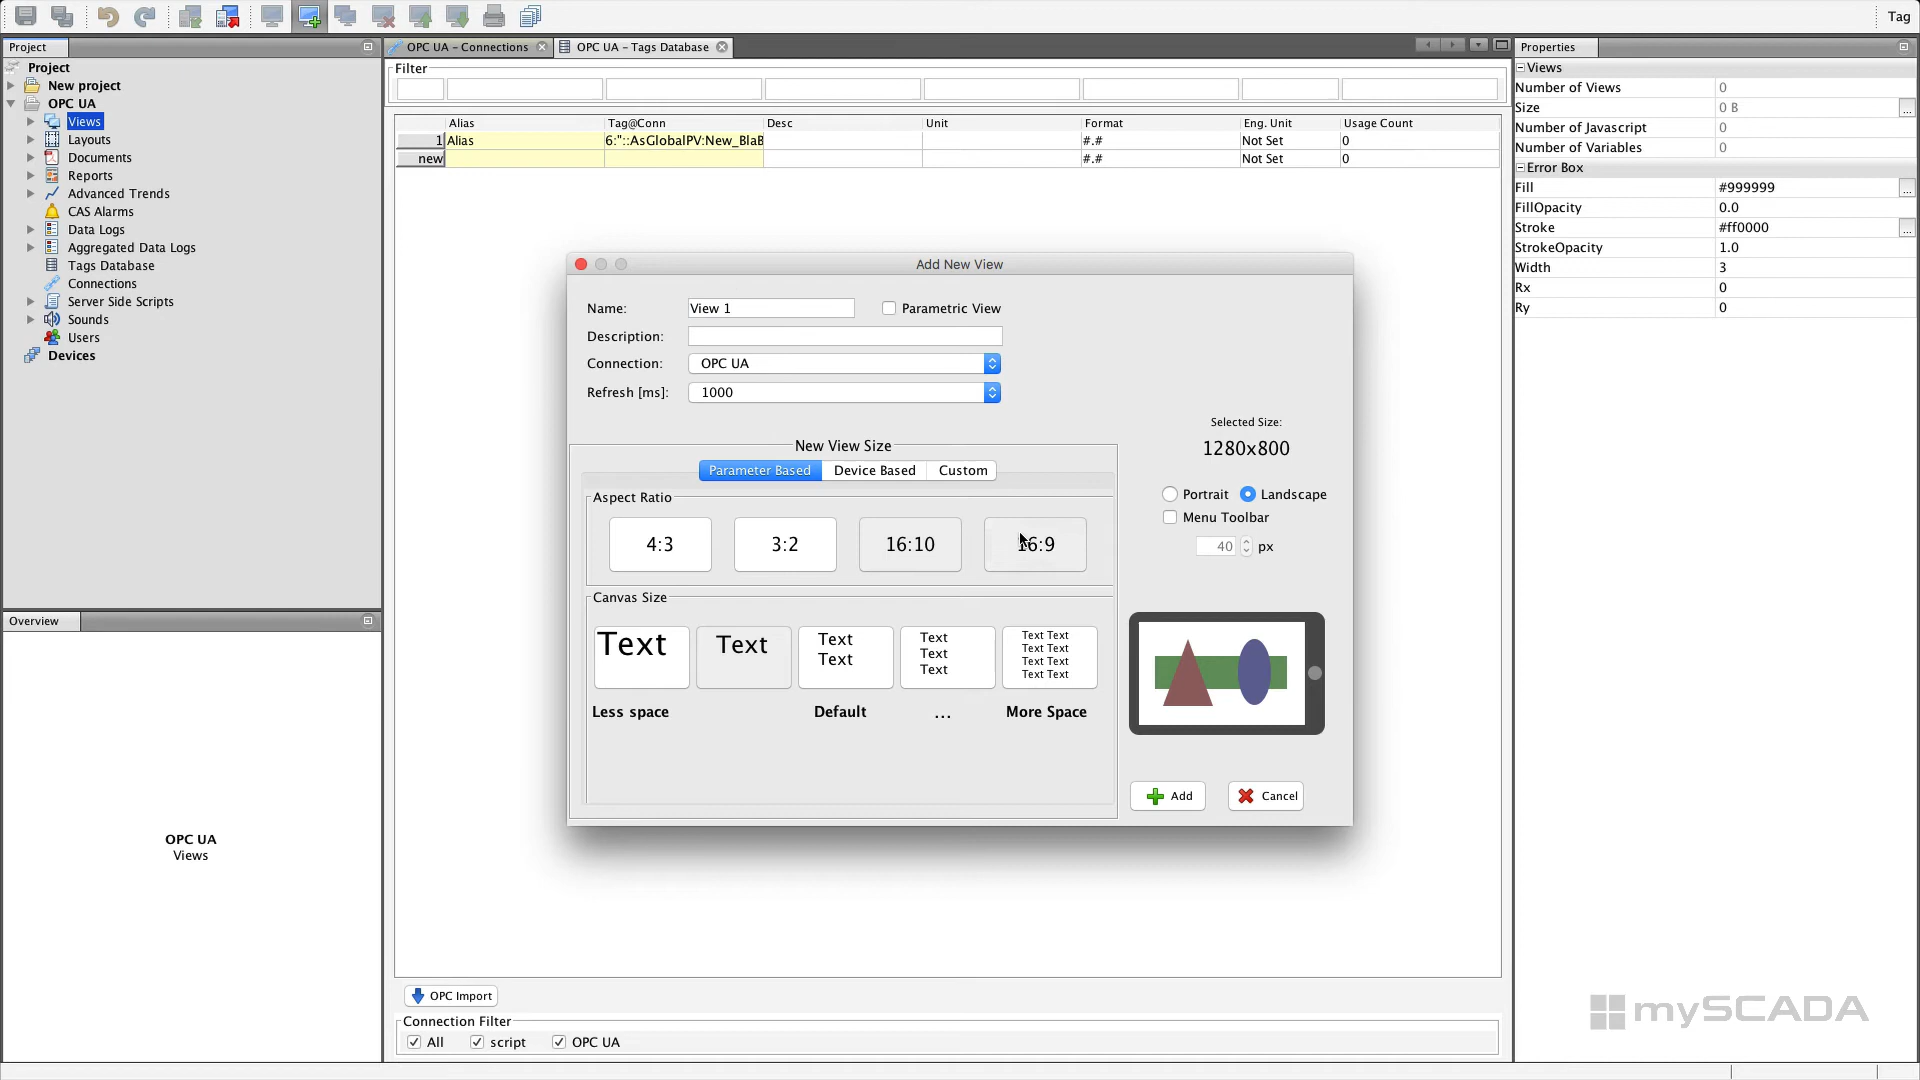 Tag
Project
OPC UA – Connections
OPC UA – Tags Database
Properties
Project
New project
OPC UA
Views
Layouts
Documents
Reports
Advanced Trends
CAS Alarms
Data Logs
Aggregated Data Logs
Tags Database
Connections
Server Side Scripts
Sounds
Users
Devices
Filter
Alias Tag@Conn Desc Unit Format Eng. Unit Usage Count
1 Alias 6:"::AsGlobalPV:New_BlaB #.# Not Set 0
new #.# Not Set 0
Views
Number of Views 0
Size 0 B ...
Number of Javascript 0
Number of Variables 0
Error Box
Fill #999999 ...
FillOpacity 0.0
Stroke #ff0000 ...
StrokeOpacity 1.0
Width 3
Rx 0
Ry 0
Add New View
Name: View 1 Parametric View
Description:
Connection: OPC UA
Refresh [ms]: 1000
Selected Size:
1280x800
New View Size
Parameter Based Device Based Custom
Portrait Landscape
Menu Toolbar
40 px
Aspect Ratio
4:3 3:2 16:10 16:9
Canvas Size
Text
Text
Text
Text
Text
Text
Text
Text Text
Text Text
Text Text
Text Text
Less space Default ... More Space
Add Cancel
Overview
OPC UA
Views
OPC Import
Connection Filter
All script OPC UA
mySCADA